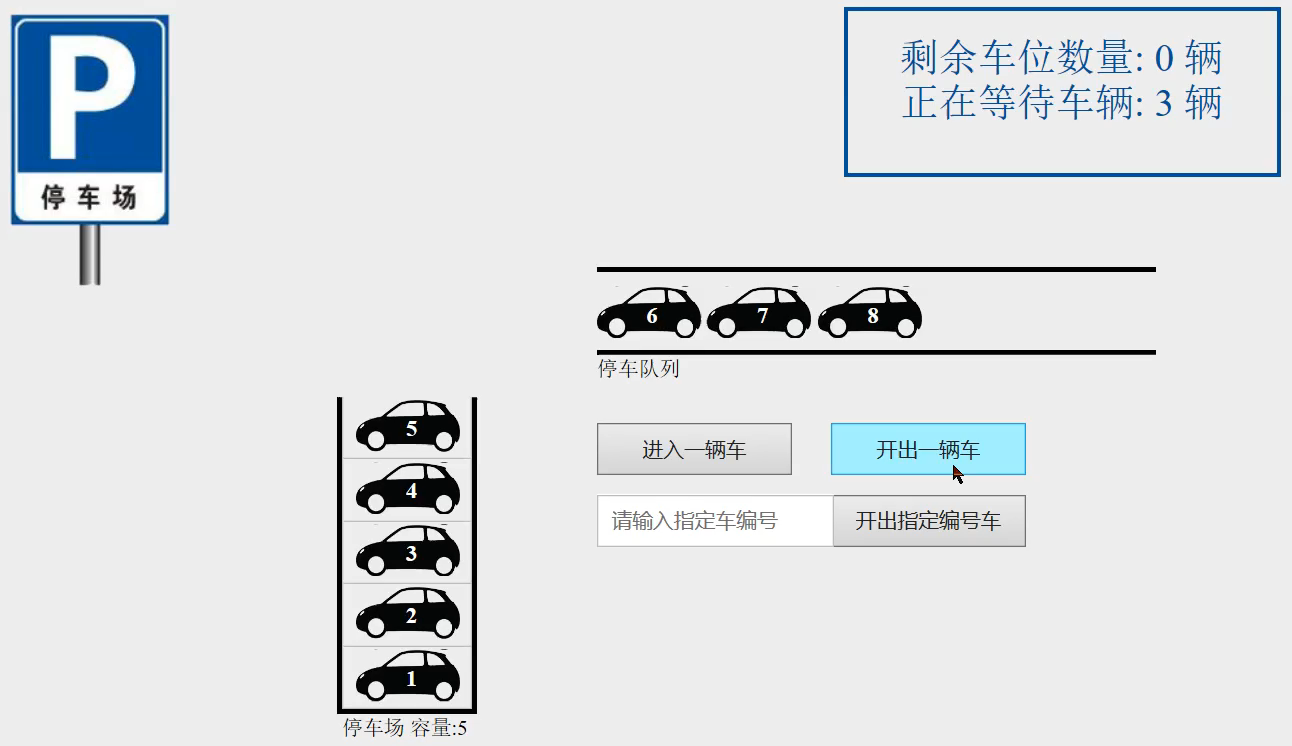 P
停车场
剩余车位数量: 0 辆
正在等待车辆: 3 辆
6 7 8
停车队列
进入一辆车 开出一辆车
请输入指定车编号 开出指定编号车
5
4
3
2
1
停车场 容量:5